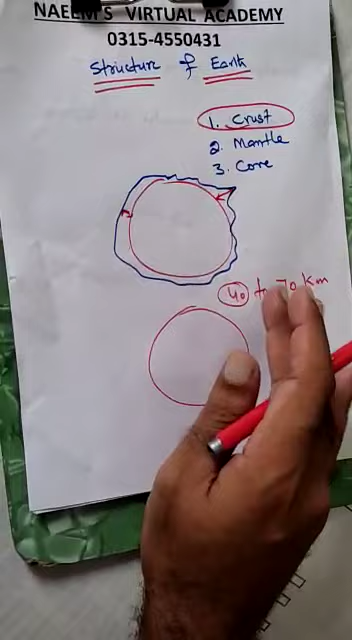 NAEEM'S VIRTUAL ACADEMY
0315-4550431
Structure of Earth
1. Crust
2. Mantle
3. Core
40 to 70 Km